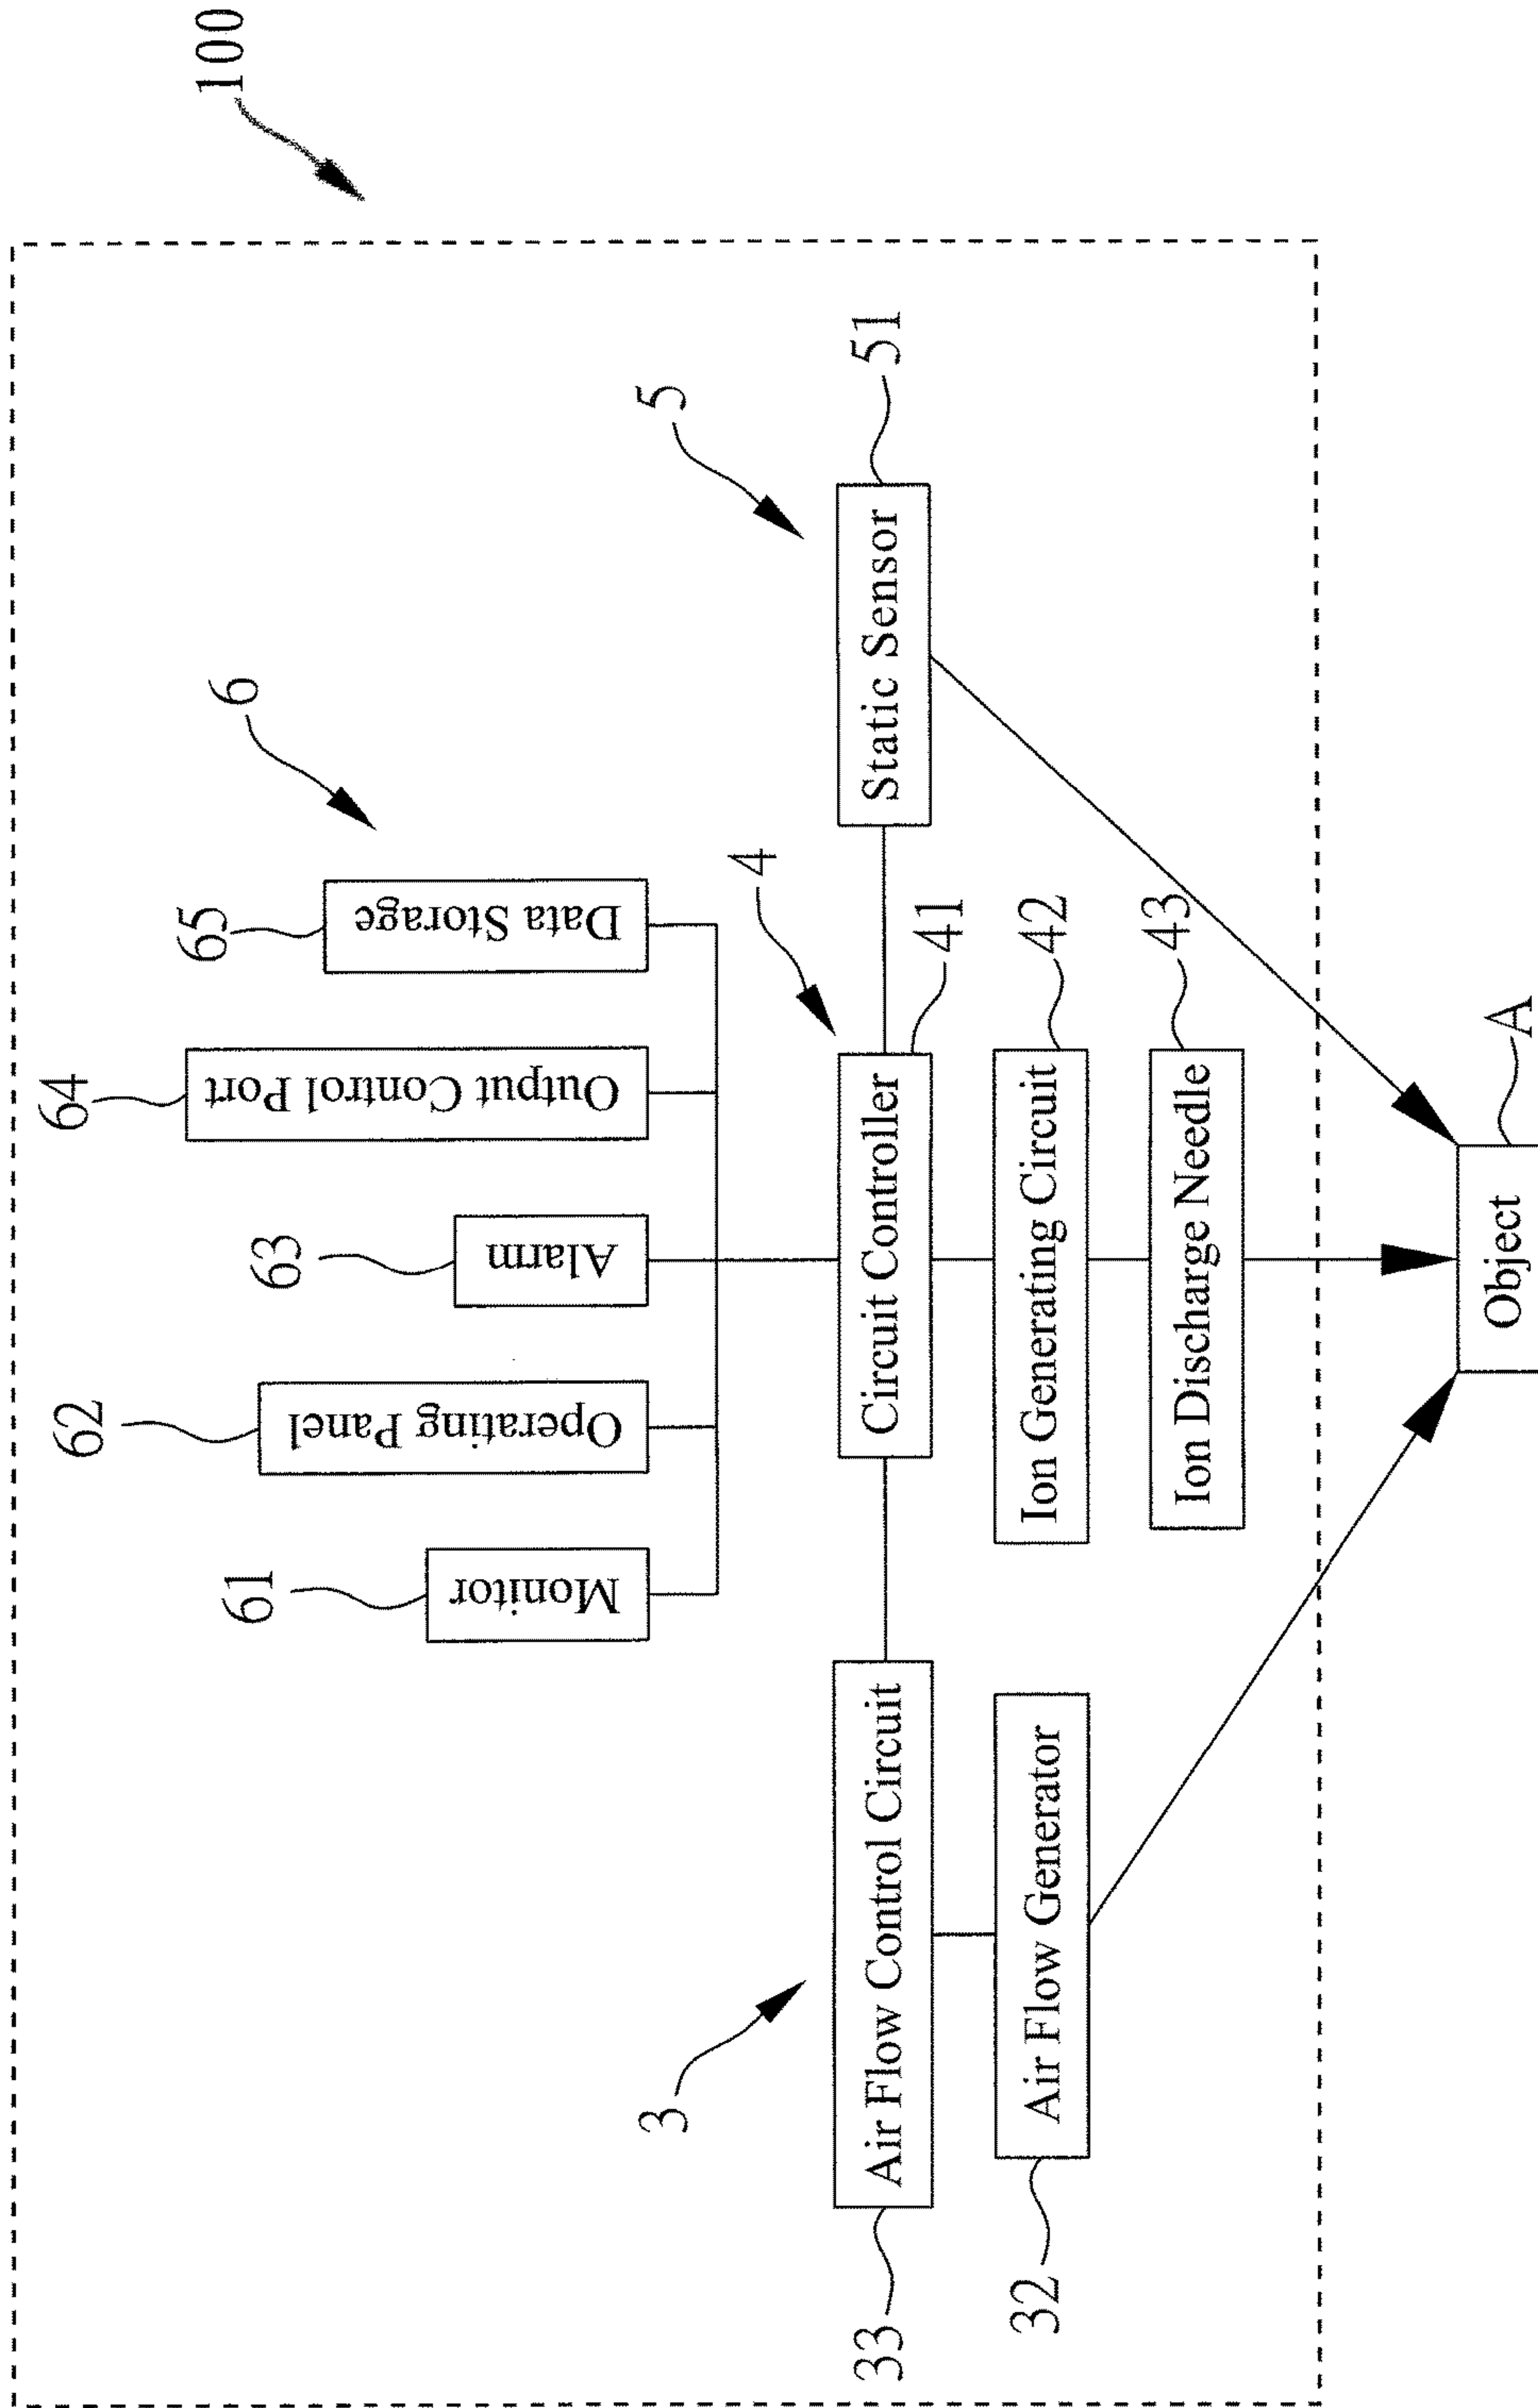 100
6
61
62
63
64
65
Monitor
Operating Panel
Alarm
Output Control Port
Data Storage
3
4
5
33
Air Flow Control Circuit
Circuit Controller
41
Static Sensor
51
32
Air Flow Generator
Ion Generating Circuit
42
Ion Discharge Needle
43
Object
A